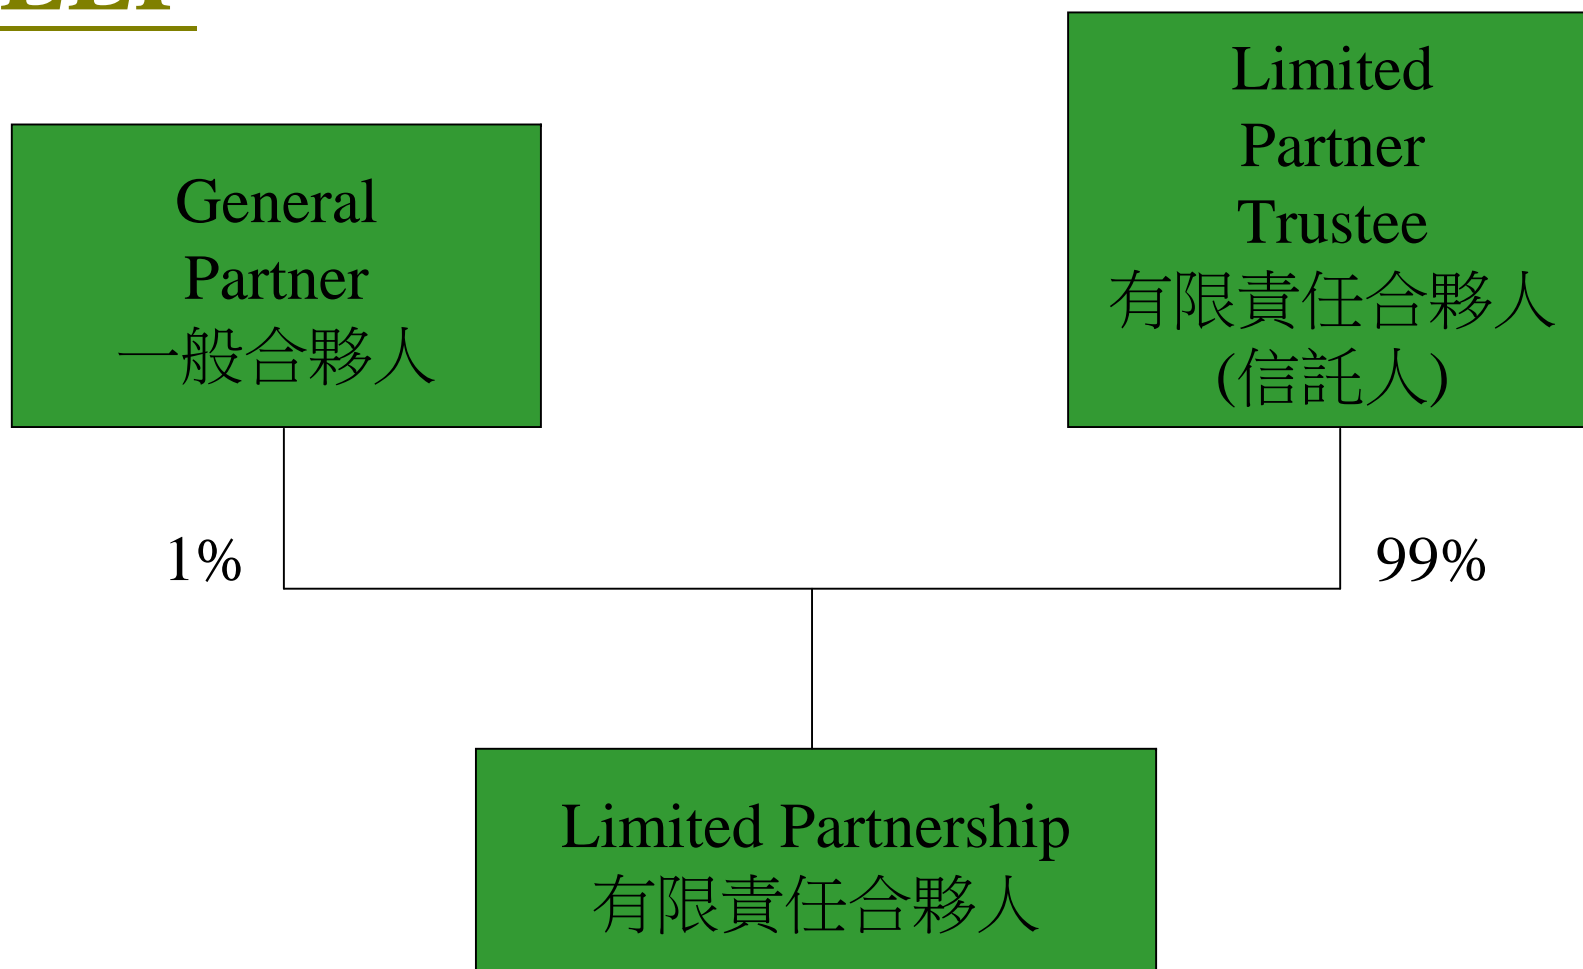 General
Partner
一般合夥人
Limited
Partner
Trustee
有限責任合夥人
(信託人)
1%
99%
Limited Partnership
有限責任合夥人